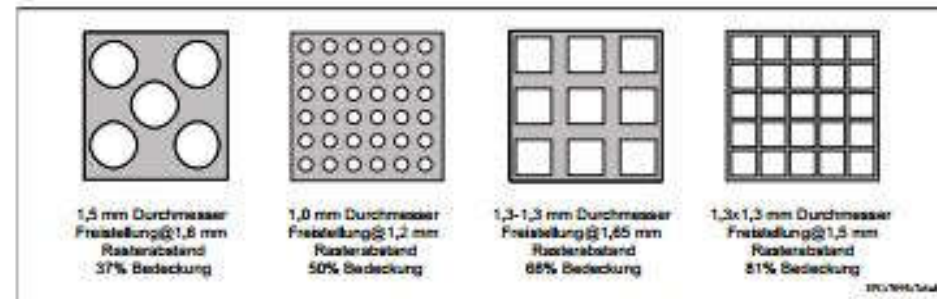 1,5 mm Durchmesser
Freistellung@1,6 mm
Rasterabstand
37% Bedeckung
1,0 mm Durchmesser
Freistellung@1,2 mm
Rasterabstand
50% Bedeckung
1,3-1,3 mm Durchmesser
Freistellung@1,65 mm
Rasterabstand
68% Bedeckung
1,3x1,3 mm Durchmesser
Freistellung@1,5 mm
Rasterabstand
81% Bedeckung